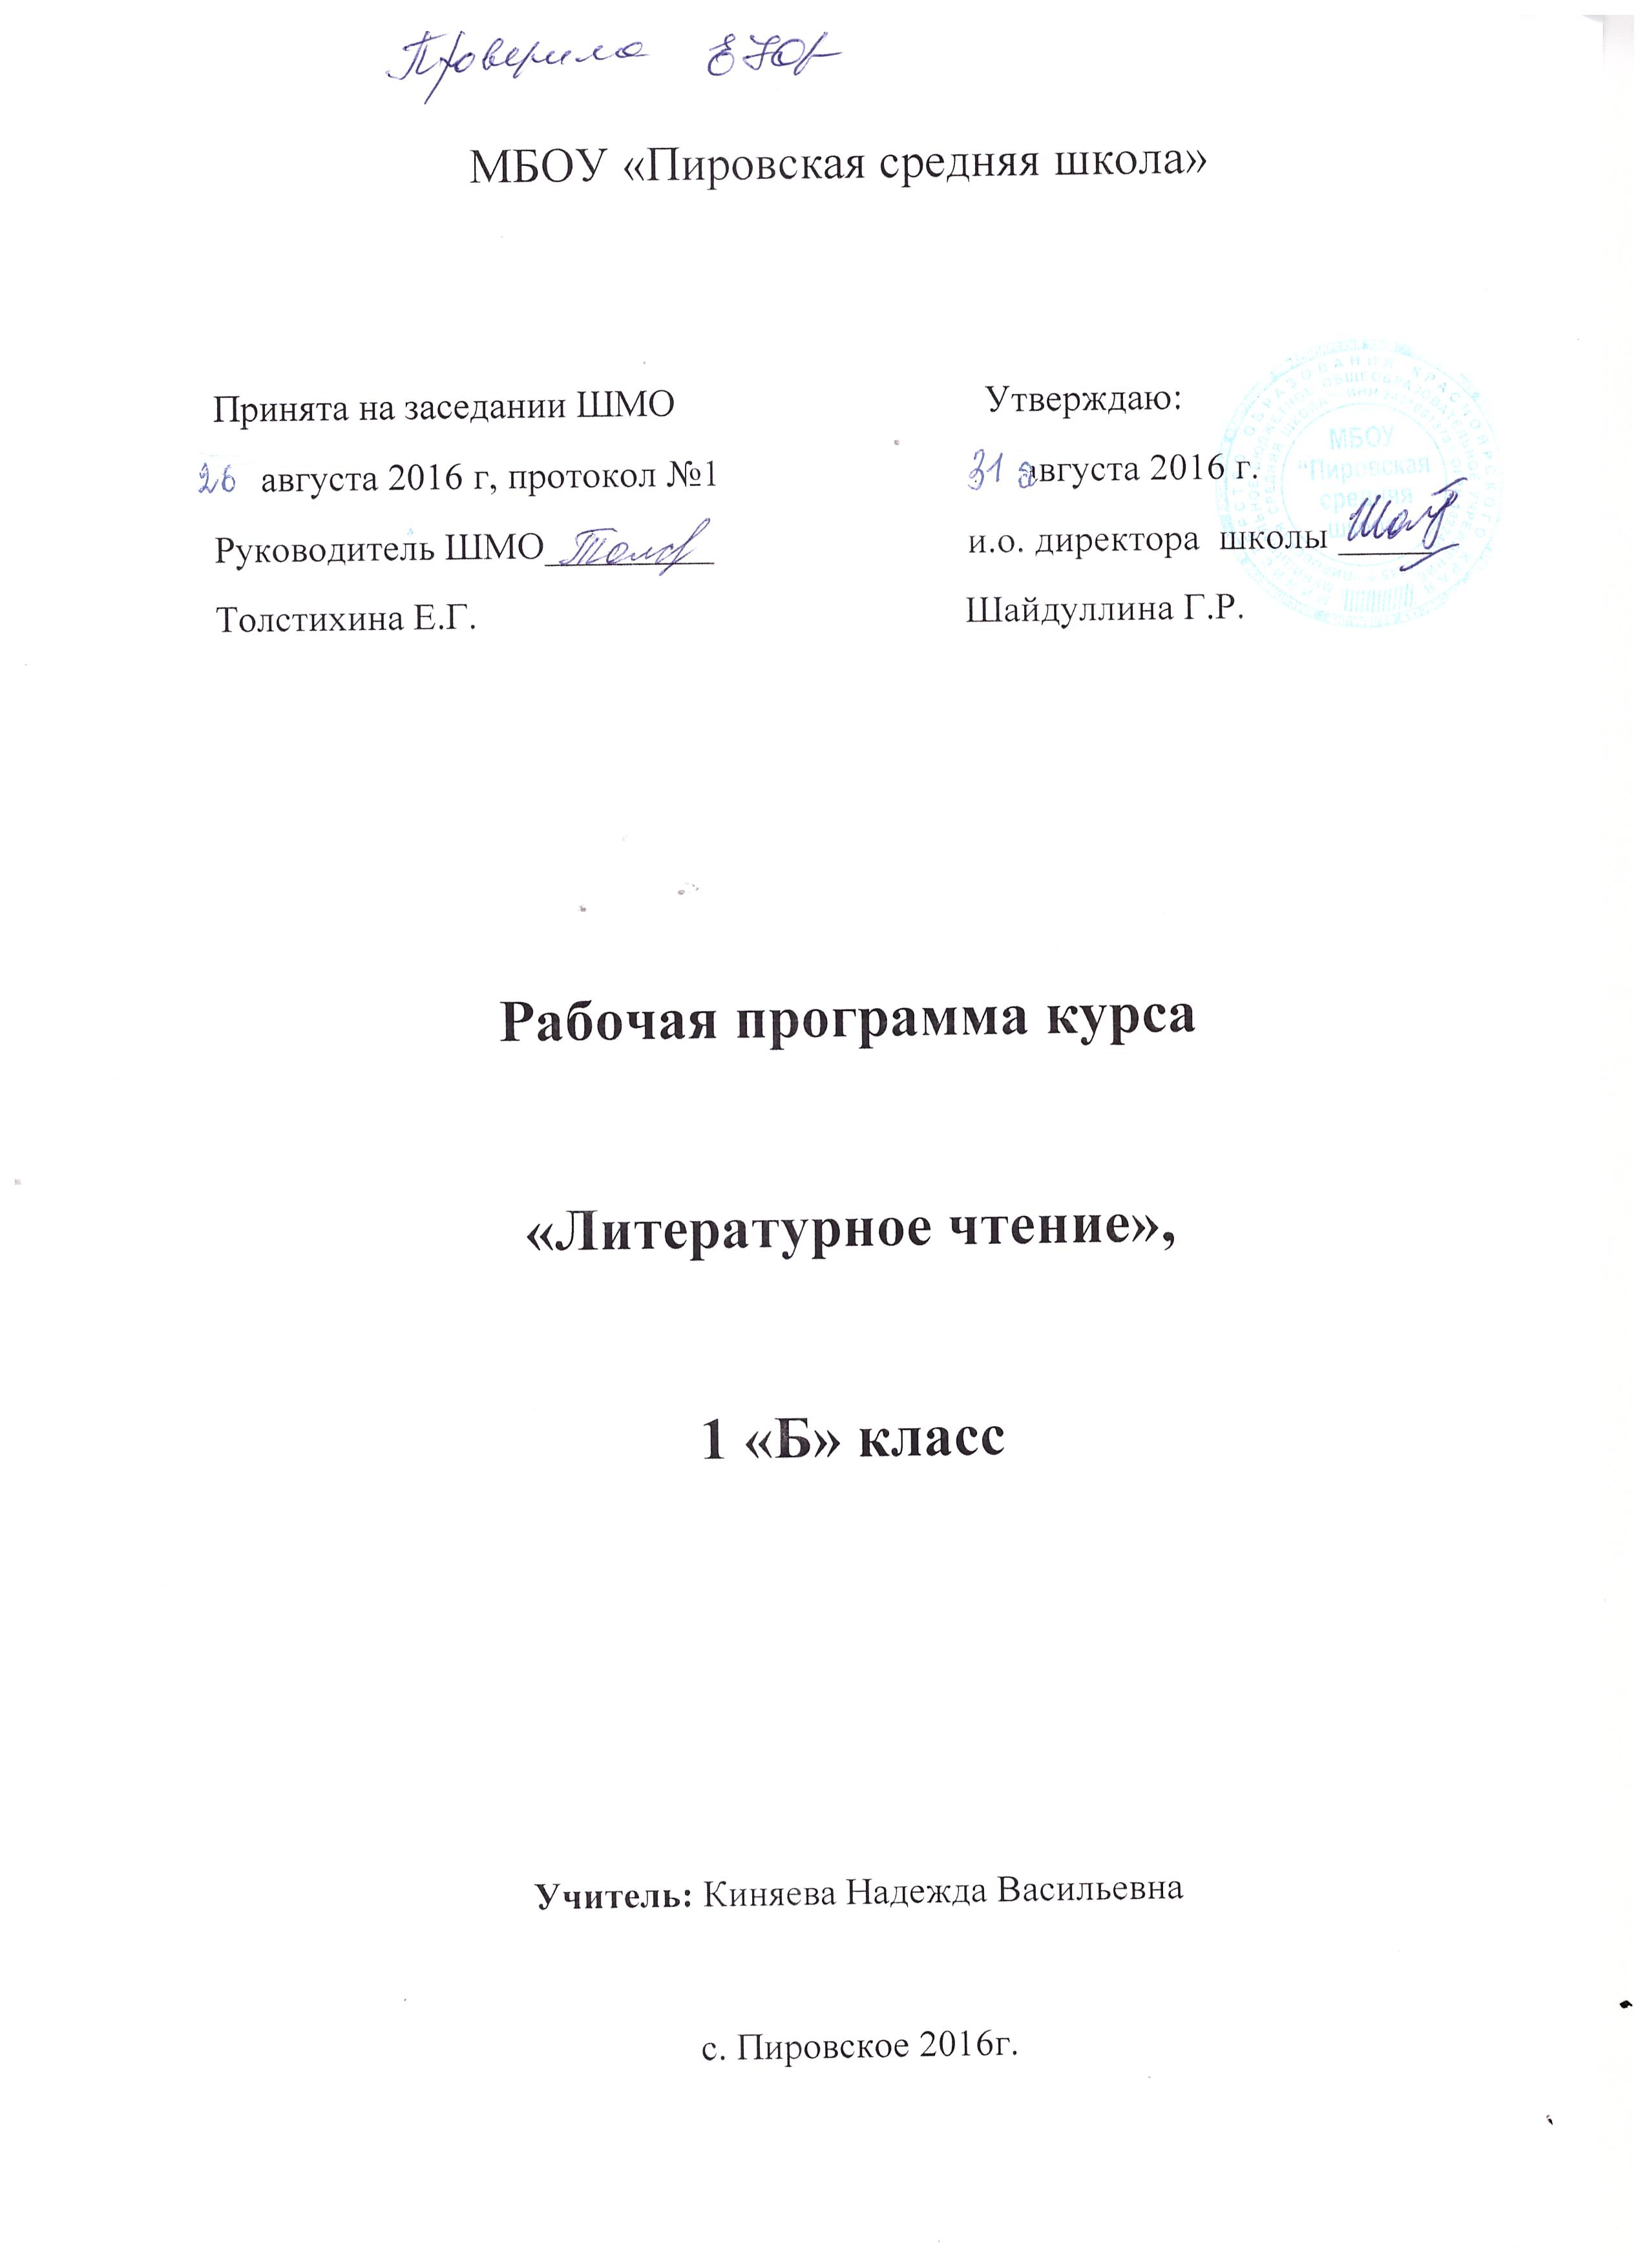 Проверила
МБОУ «Пировская средняя школа»
Принята на заседании ШМО
26 августа 2016 г, протокол №1
Руководитель ШМО
Толстихина Е.Г.
Утверждаю:
31 августа 2016 г.
и.о. директора школы
Шайдуллина Г.Р.
МБОУ
"Пировская
средняя
Рабочая программа курса
«Литературное чтение»,
1 «Б» класс
Учитель: Киняева Надежда Васильевна
с. Пировское 2016г.